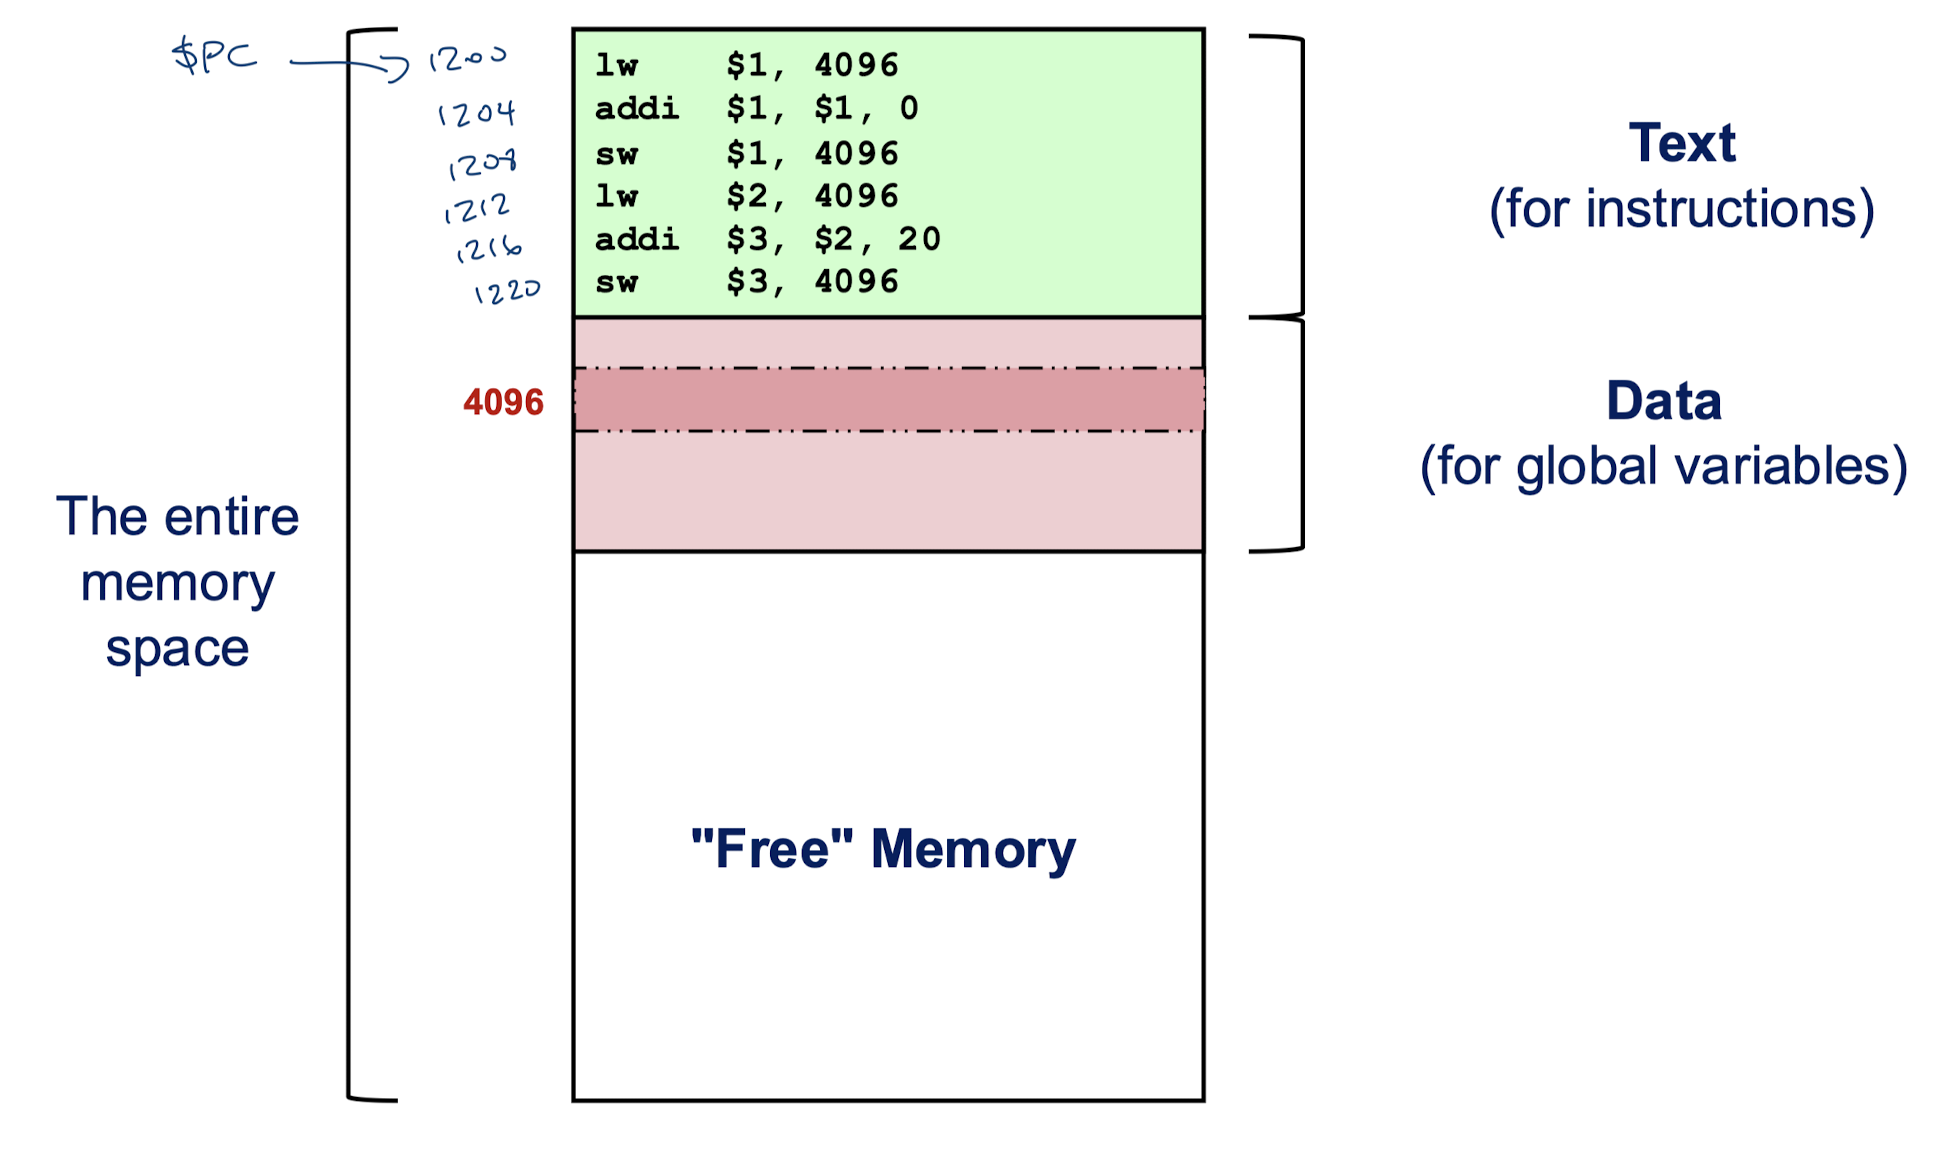 $PC
1200
lw $1, 4096
1204
addi $1, $1, 0
1208
sw $1, 4096
1212
lw $2, 4096
1216
addi $3, $2, 20
1220
sw $3, 4096
Text
(for instructions)
4096
Data
(for global variables)
The entire
memory
space
"Free" Memory